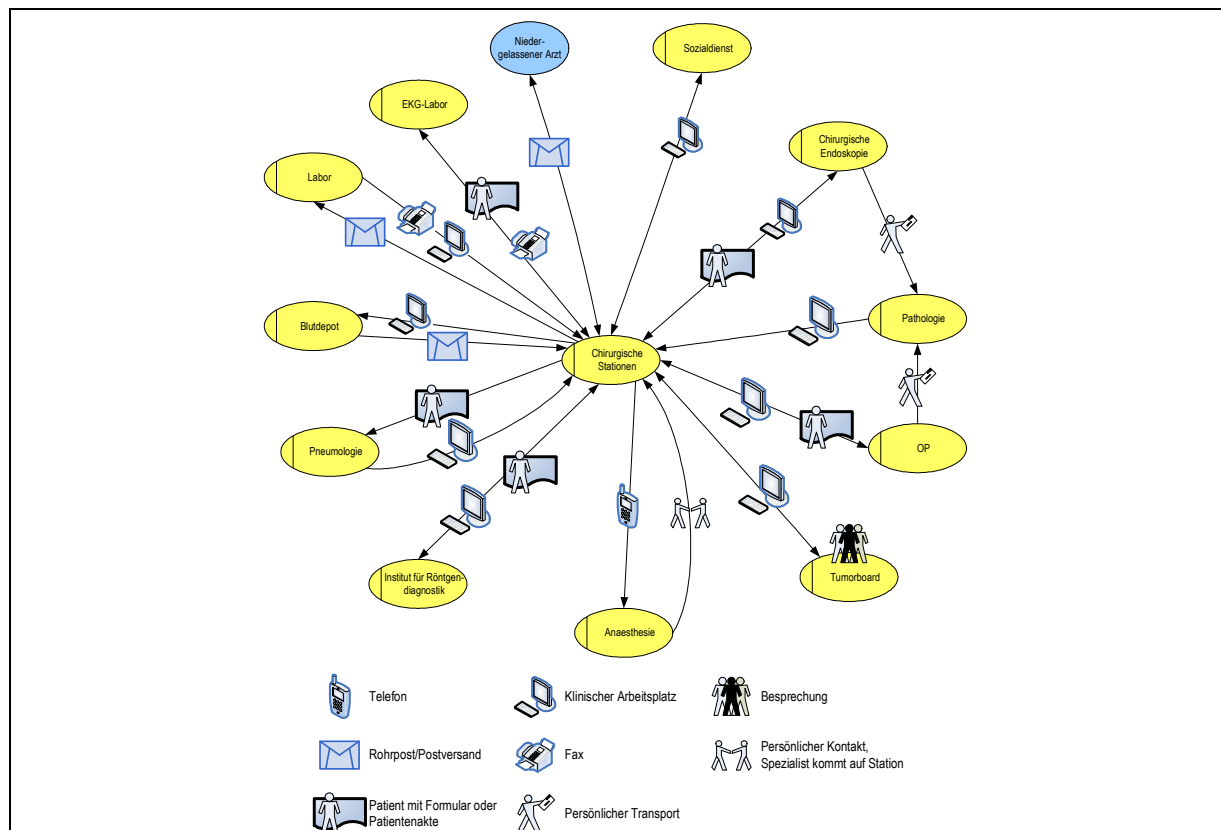 Nieder-
gelassener Arzt
Sozialdienst
EKG-Labor
Chirurgische
Endoskopie
Labor
Blutdepot
Pathologie
Chirurgische
Stationen
Pneumologie
OP
Institut für Röntgen-
diagnostik
Tumorboard
Anaesthesie
Telefon
Klinischer Arbeitsplatz
Besprechung
Rohrpost/Postversand
Fax
Persönlicher Kontakt,
Spezialist kommt auf Station
Patient mit Formular oder
Patientenakte
Persönlicher Transport